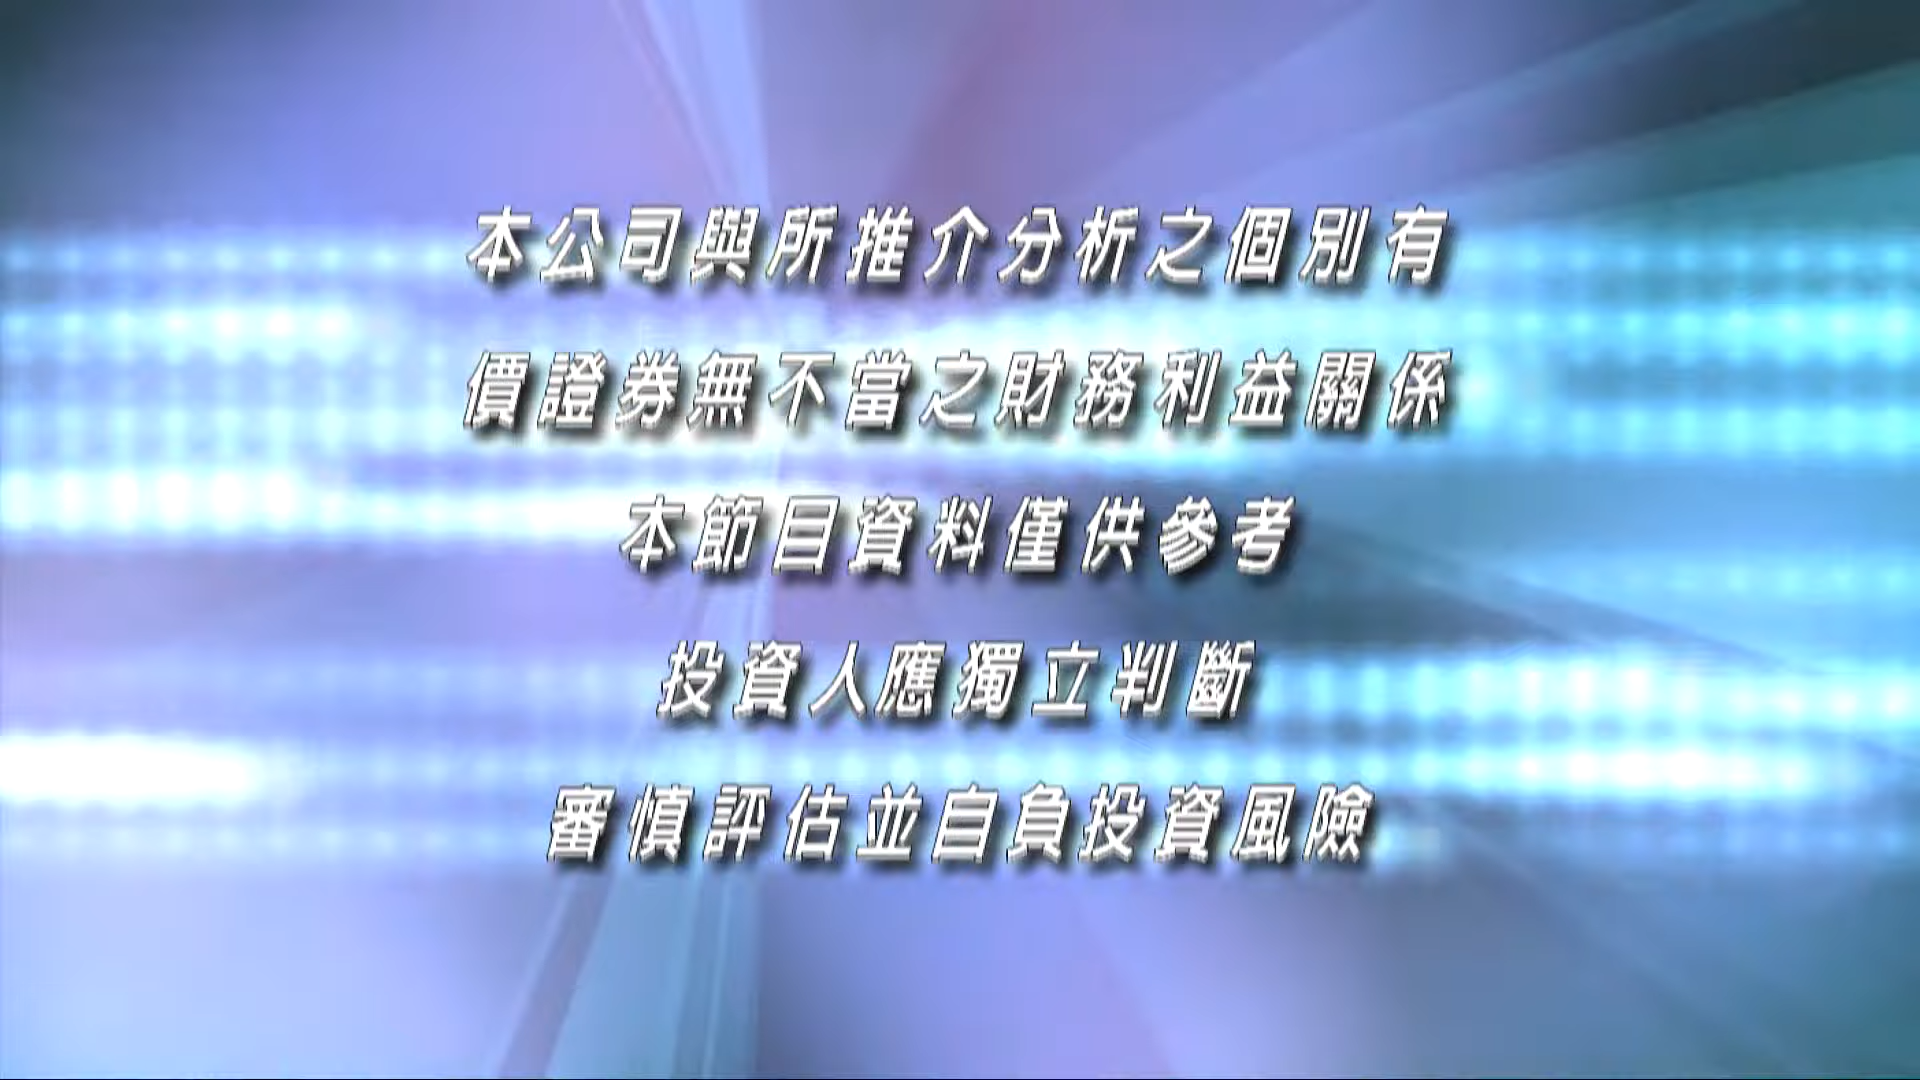 本公司與所推介分析之個別有
價證券無不當之財務利益關係
本節目資料僅供參考
投資人應獨立判斷
審慎評估並自負投資風險